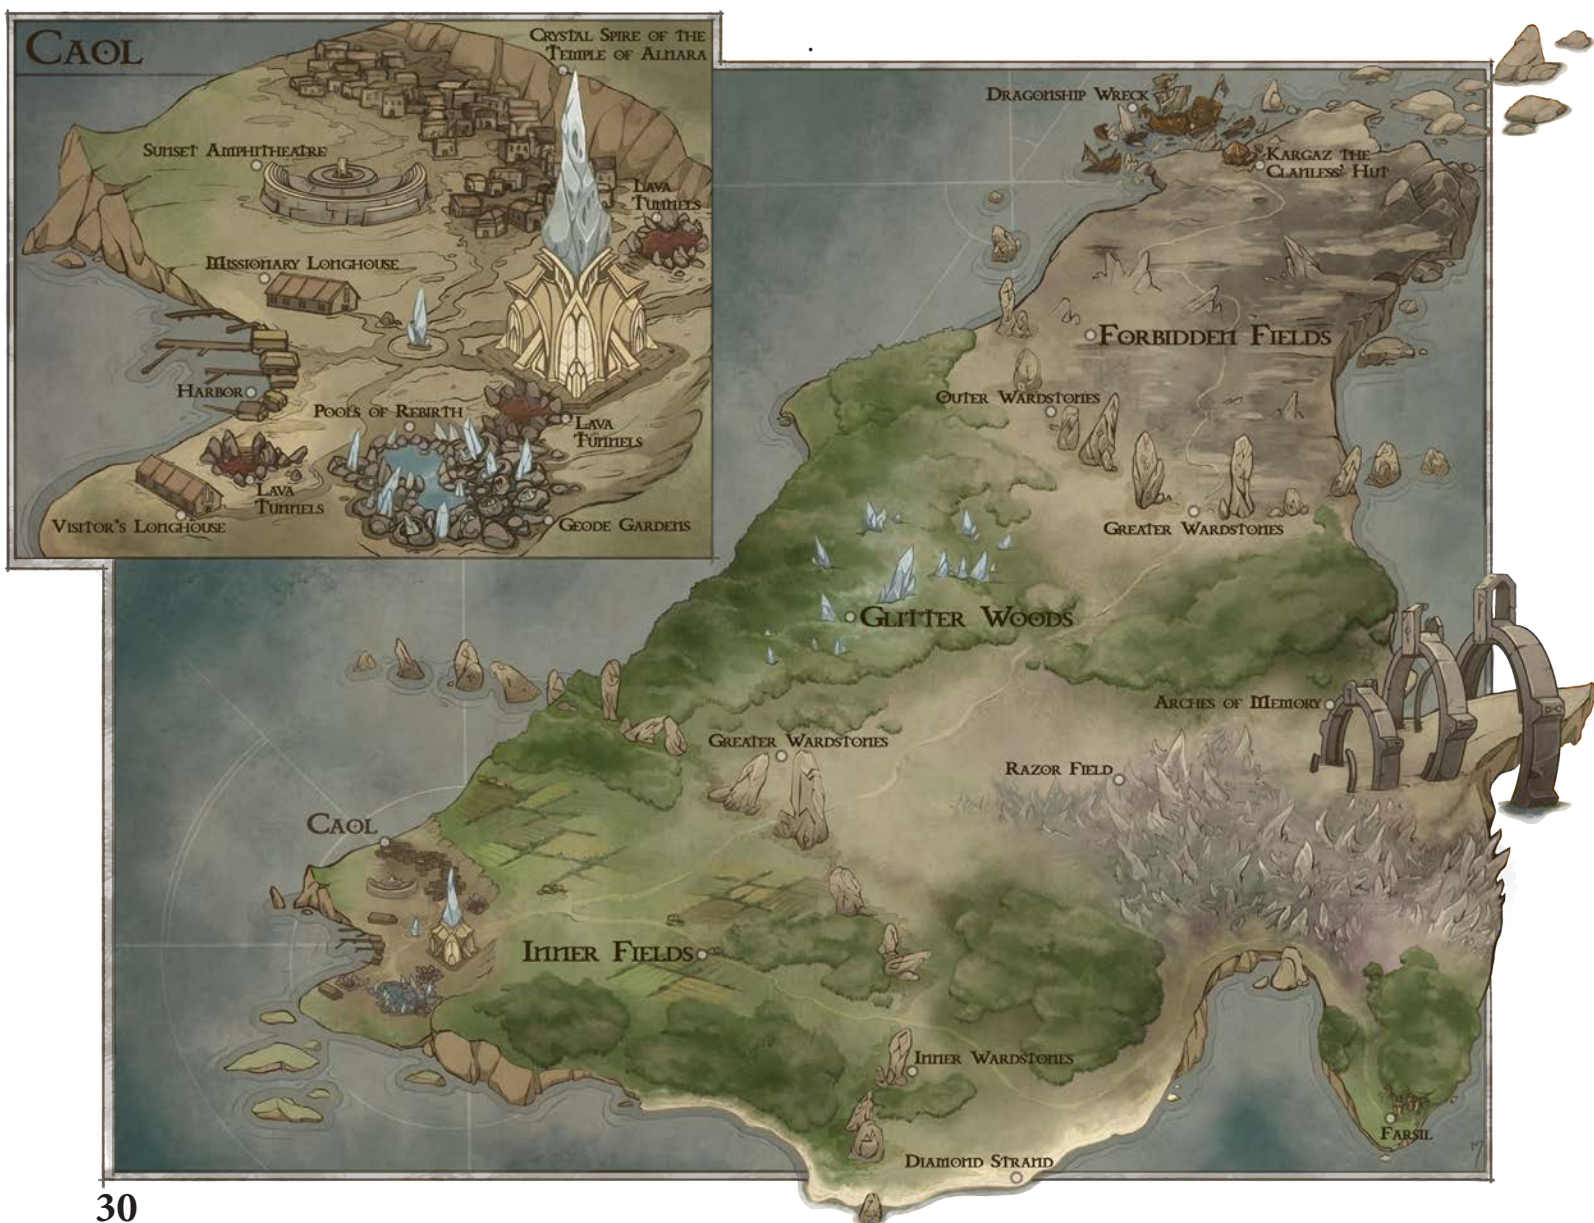 Caol
Crystal Spire of the
Temple of Alnara
Sunset Amphitheatre
Lava
Tunnels
Missionary Longhouse
Harbor
Pools of Rebirth
Lava
Tunnels
Lava
Tunnels
Visitor's Longhouse
Geode Gardens
Dragonship Wreck
Kargaz the
Clanless' Hut
Forbidden Fields
Outer Wardstones
Greater Wardstones
Glitter Woods
Arches of Memory
Greater Wardstones
Razor Field
Caol
Inner Fields
Inner Wardstones
Farsil
Diamond Strand
30